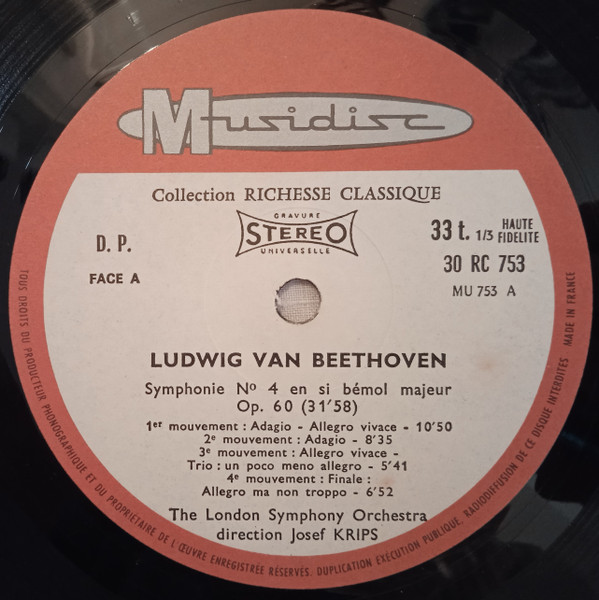 Musidisc
Collection RICHESSE CLASSIQUE
GRAVURE
STEREO
UNIVERSELLE
D. P.
FACE A
33 t. 1/3 HAUTE FIDELITE
30 RC 753
MU 753 A
LUDWIG VAN BEETHOVEN
Symphonie Nº 4 en si bémol majeur
Op. 60 (31'58)
1er mouvement : Adagio - Allegro vivace - 10'50
2e mouvement : Adagio - 8'35
3e mouvement : Allegro vivace -
Trio : un poco meno allegro - 5'41
4e mouvement : Finale :
Allegro ma non troppo - 6'52
The London Symphony Orchestra
direction Josef KRIPS
TOUS DROITS DU PRODUCTEUR PHONOGRAPHIQUE ET DU PROPRIÉTAIRE DE L'ŒUVRE ENREGISTRÉE RÉSERVÉS. DUPLICATION EXÉCUTION PUBLIQUE, RADIODIFFUSION DE CE DISQUE INTERDITES MADE IN FRANCE